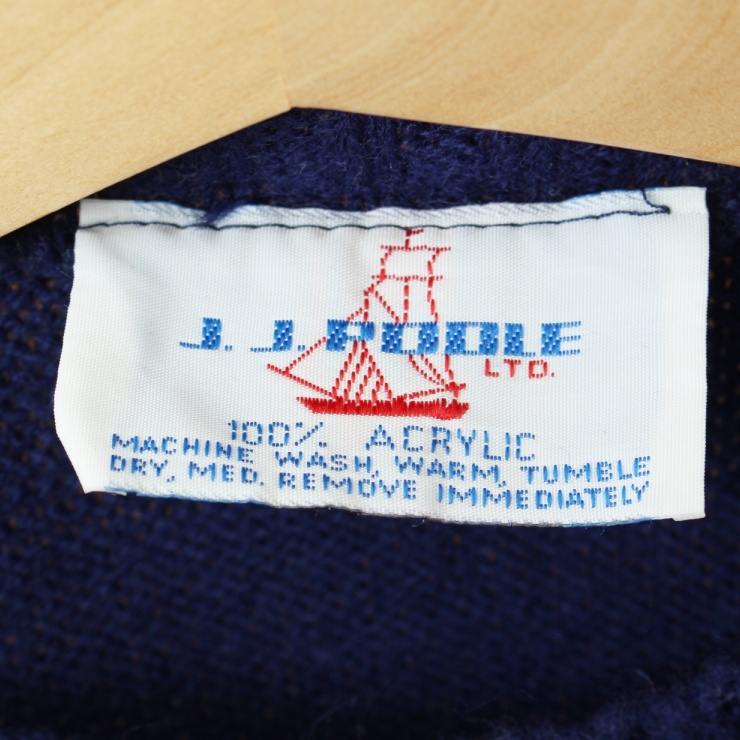 J. J. POOLE
LTD.
100% ACRYLIC
MACHINE WASH, WARM, TUMBLE
DRY, MED. REMOVE IMMEDIATELY